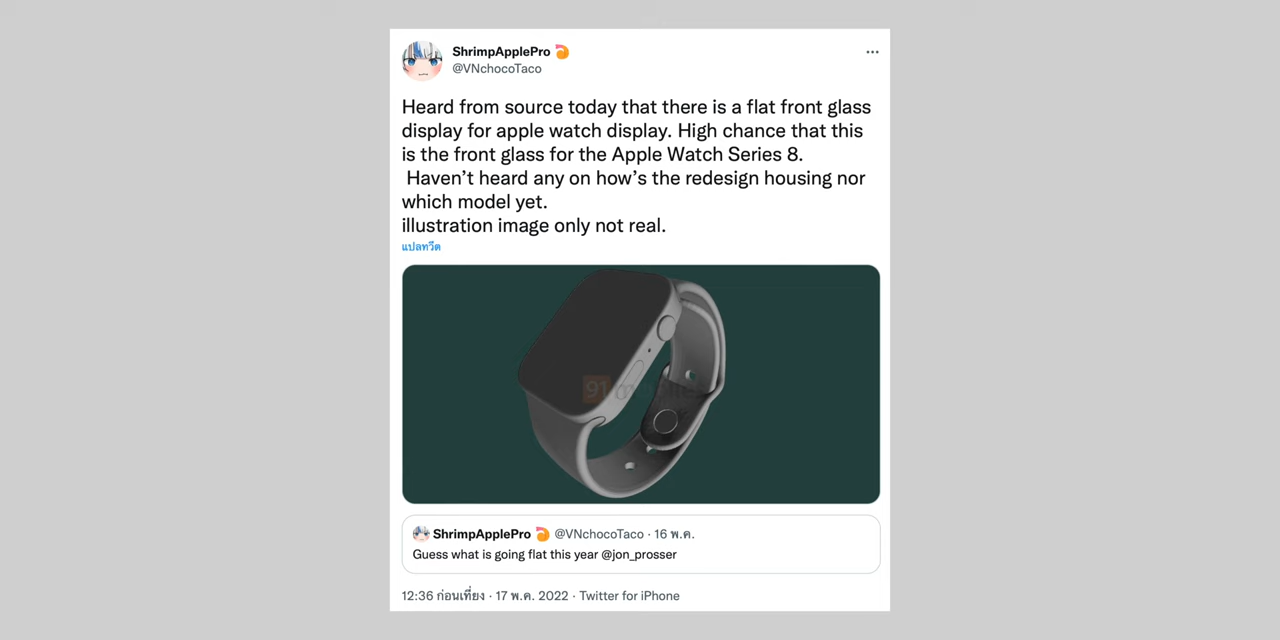 ShrimpApplePro
@VNchocoTaco
Heard from source today that there is a flat front glass
display for apple watch display. High chance that this
is the front glass for the Apple Watch Series 8.
Haven’t heard any on how’s the redesign housing nor
which model yet.
illustration image only not real.
แปลทวีต
91mobiles
ShrimpApplePro @VNchocoTaco · 16 พ.ค.
Guess what is going flat this year @jon_prosser
12:36 ก่อนเที่ยง · 17 พ.ค. 2022 · Twitter for iPhone